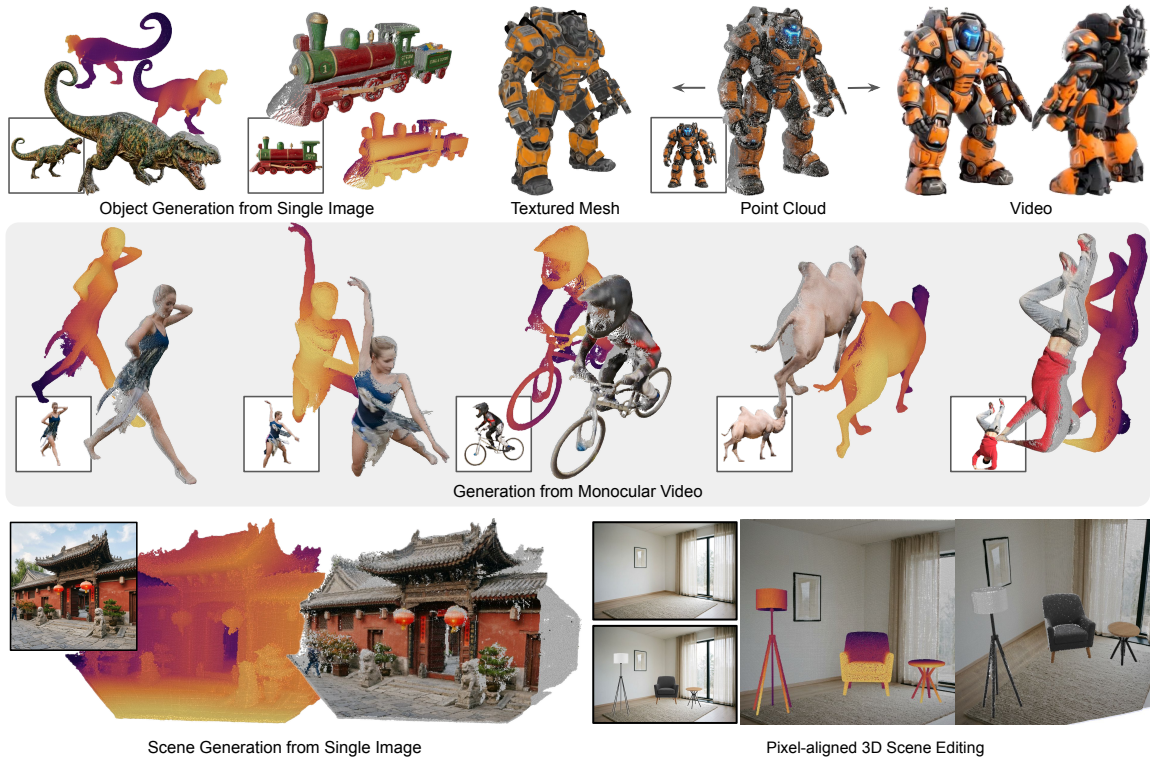 Object Generation from Single Image
Textured Mesh
Point Cloud
Video
Generation from Monocular Video
Scene Generation from Single Image
Pixel-aligned 3D Scene Editing